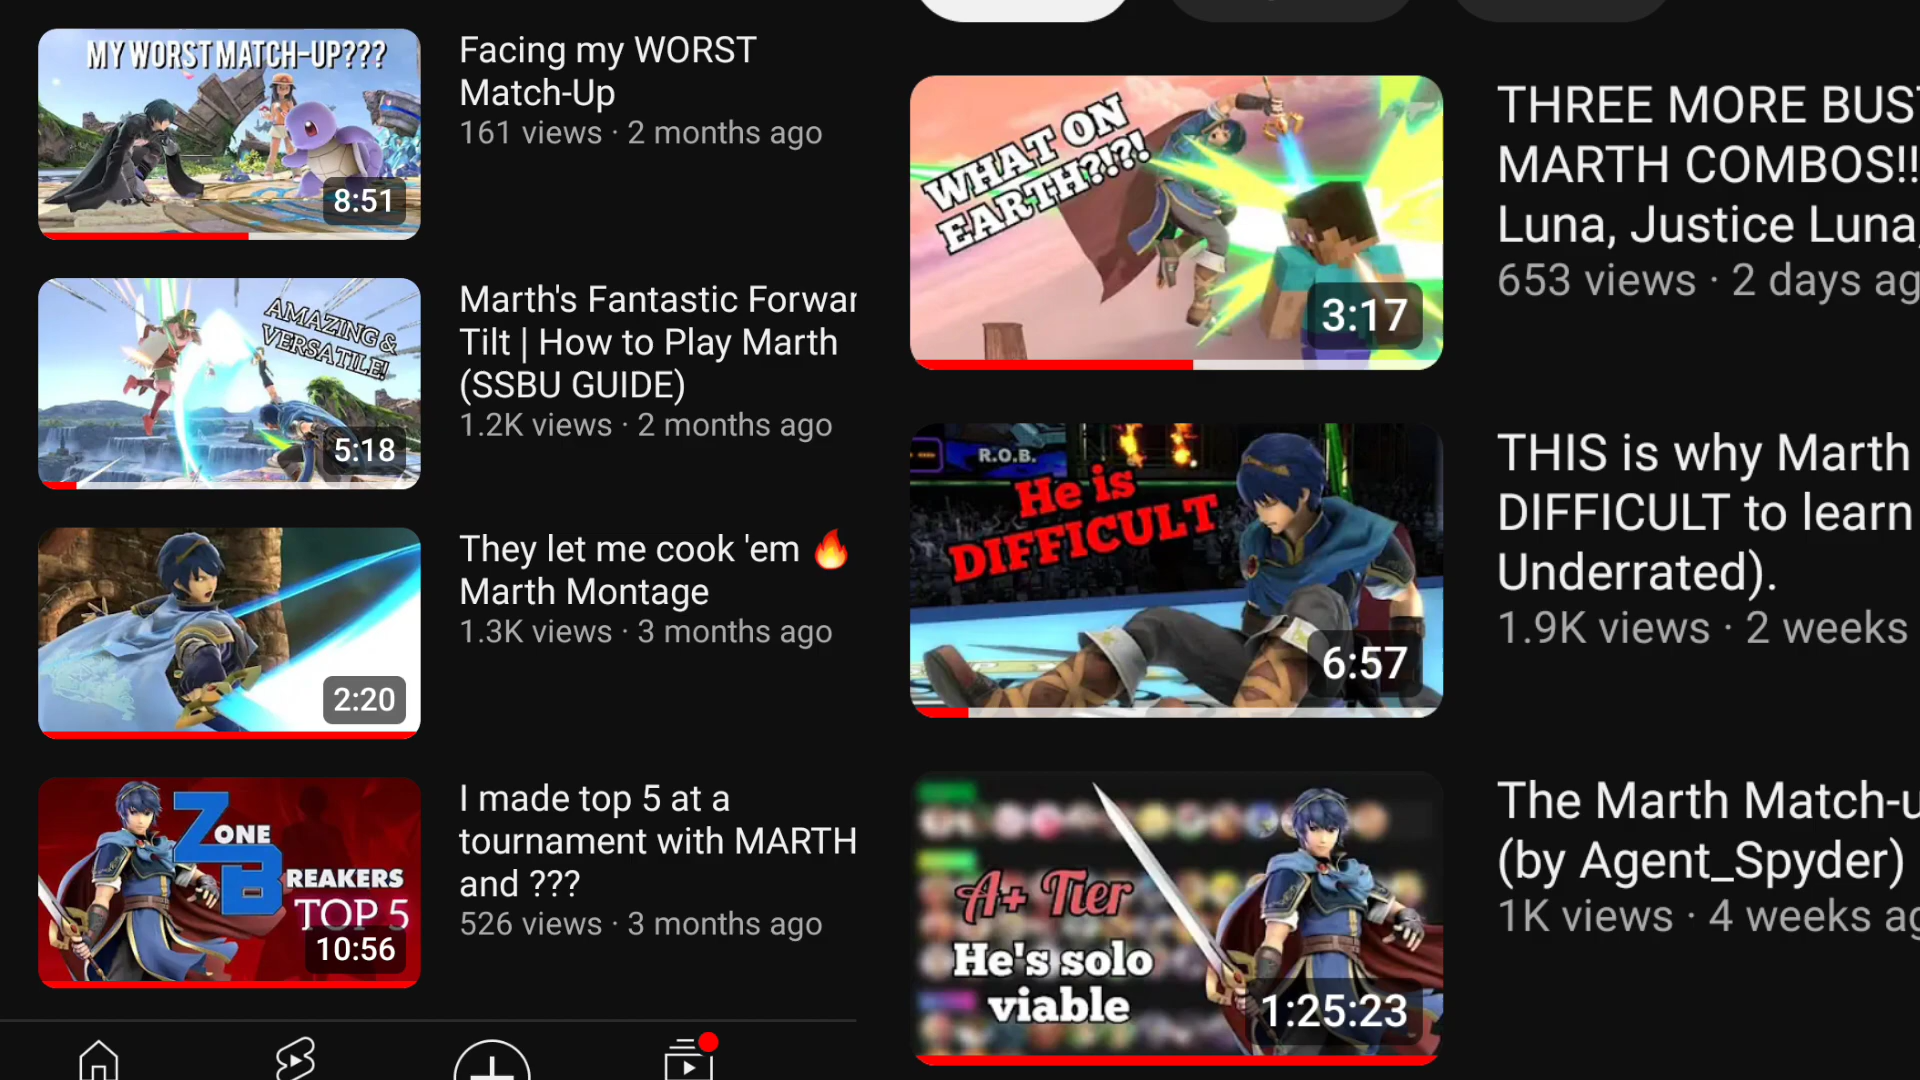 MY WORST MATCH-UP???
8:51
Facing my WORST
Match-Up
161 views · 2 months ago
AMAZING &
VERSATILE!
5:18
Marth's Fantastic Forwar
Tilt | How to Play Marth
(SSBU GUIDE)
1.2K views · 2 months ago
2:20
They let me cook 'em 🔥
Marth Montage
1.3K views · 3 months ago
ZONE
BREAKERS
TOP 5
10:56
I made top 5 at a
tournament with MARTH
and ???
526 views · 3 months ago
WHAT ON
EARTH?!?!
3:17
THREE MORE BUST
MARTH COMBOS!!
Luna, Justice Luna,
653 views · 2 days ag
R.O.B.
He is
DIFFICULT
6:57
THIS is why Marth
DIFFICULT to learn
Underrated).
1.9K views · 2 weeks
A+ Tier
He's solo
viable
1:25:23
The Marth Match-u
(by Agent_Spyder)
1K views · 4 weeks ag